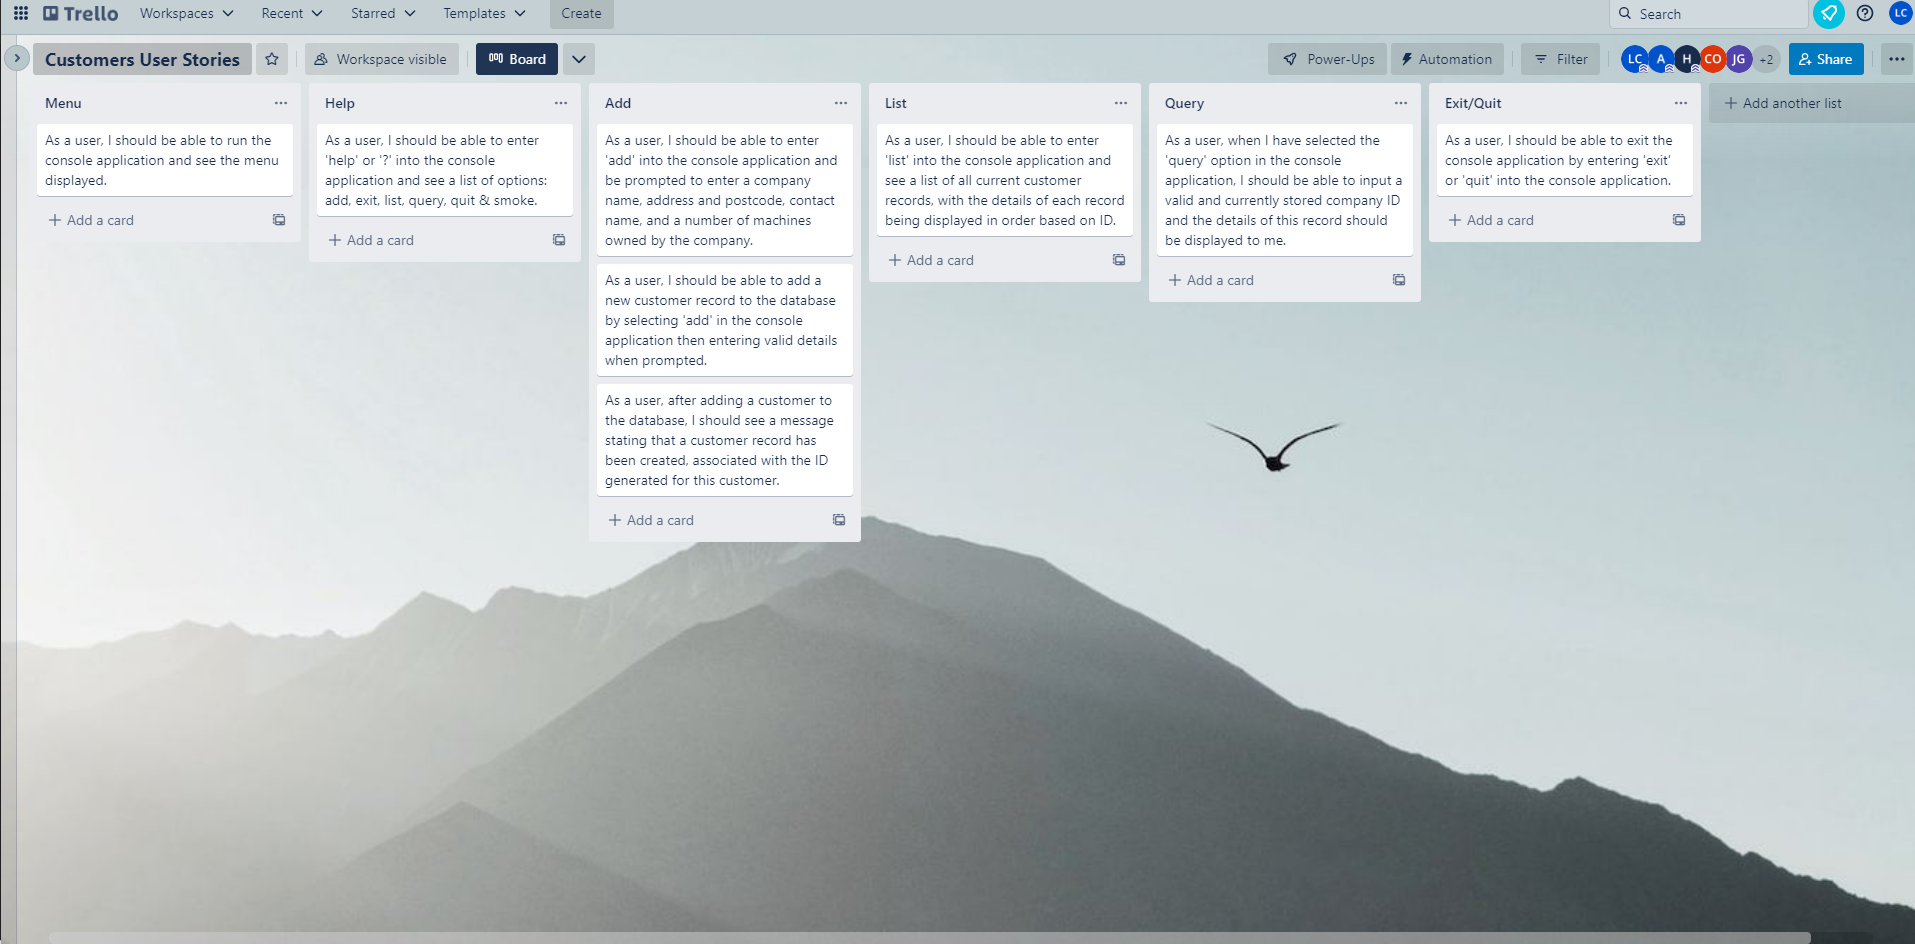 Trello Workspaces Recent Starred Templates Create Search LC
Customers User Stories Workspace visible Board Power-Ups Automation Filter LC A H CO JG +2 Share
Menu
As a user, I should be able to run the
console application and see the menu
displayed.
+ Add a card
Help
As a user, I should be able to enter
'help' or '?' into the console
application and see a list of options:
add, exit, list, query, quit & smoke.
+ Add a card
Add
As a user, I should be able to enter
'add' into the console application and
be prompted to enter a company
name, address and postcode, contact
name, and a number of machines
owned by the company.
As a user, I should be able to add a
new customer record to the database
by selecting 'add' in the console
application then entering valid details
when prompted.
As a user, after adding a customer to
the database, I should see a message
stating that a customer record has
been created, associated with the ID
generated for this customer.
+ Add a card
List
As a user, I should be able to enter
'list' into the console application and
see a list of all current customer
records, with the details of each record
being displayed in order based on ID.
+ Add a card
Query
As a user, when I have selected the
'query' option in the console
application, I should be able to input a
valid and currently stored company ID
and the details of this record should
be displayed to me.
+ Add a card
Exit/Quit
As a user, I should be able to exit the
console application by entering 'exit'
or 'quit' into the console application.
+ Add a card
+ Add another list